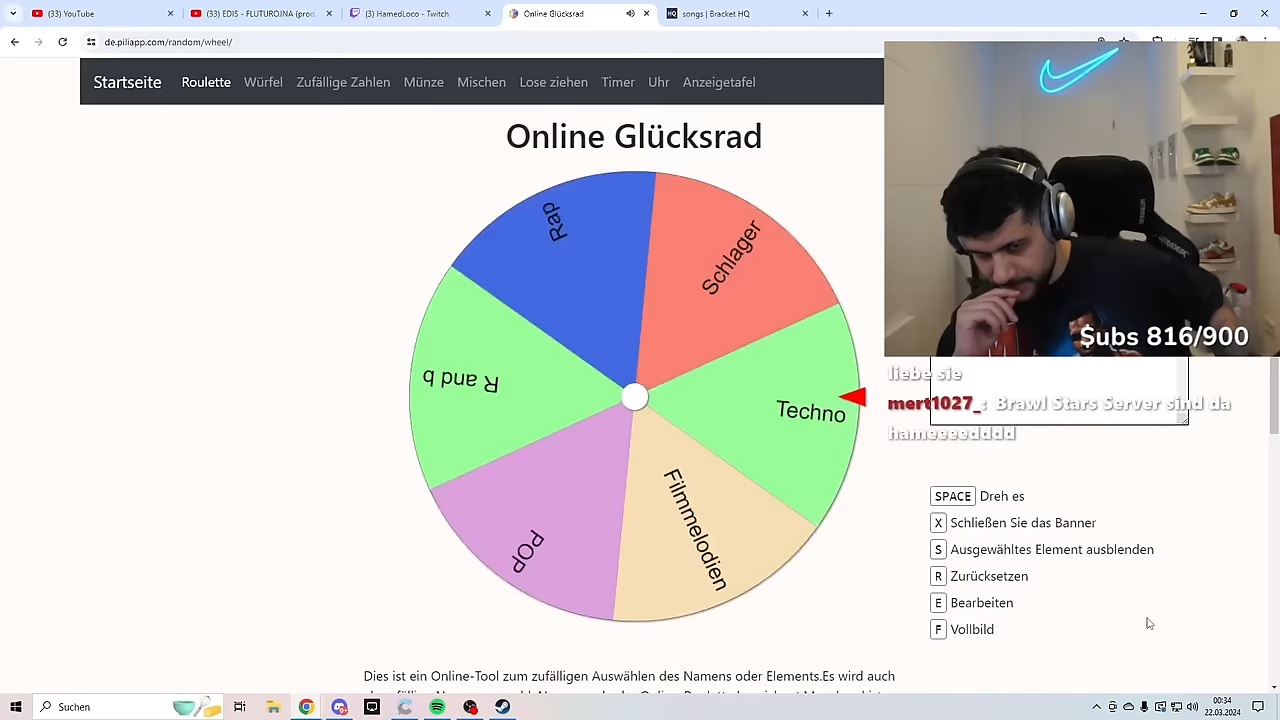 (33) YouTube
(33) EDIS - FLUTUROJNA (prod
(3) HamedLoco - Twitch
Online Glücksrad
HQ
songs | Bracket HQ
de.piliapp.com/random/wheel/
Startseite Roulette Würfel Zufällige Zahlen Münze Mischen Lose ziehen Timer Uhr Anzeigetafel
Online Glücksrad
Rap
Schlager
R and b
Techno
POP
Filmmelodien
$ubs 816/900
liebe sie
mert1027_: Brawl Stars Server sind da
hameeeedddd
SPACE Dreh es
X Schließen Sie das Banner
S Ausgewähltes Element ausblenden
R Zurücksetzen
E Bearbeiten
F Vollbild
Dies ist ein Online-Tool zum zufälligen Auswählen des Namens oder Elements.Es wird auch
Suchen
00:34
22.03.2024